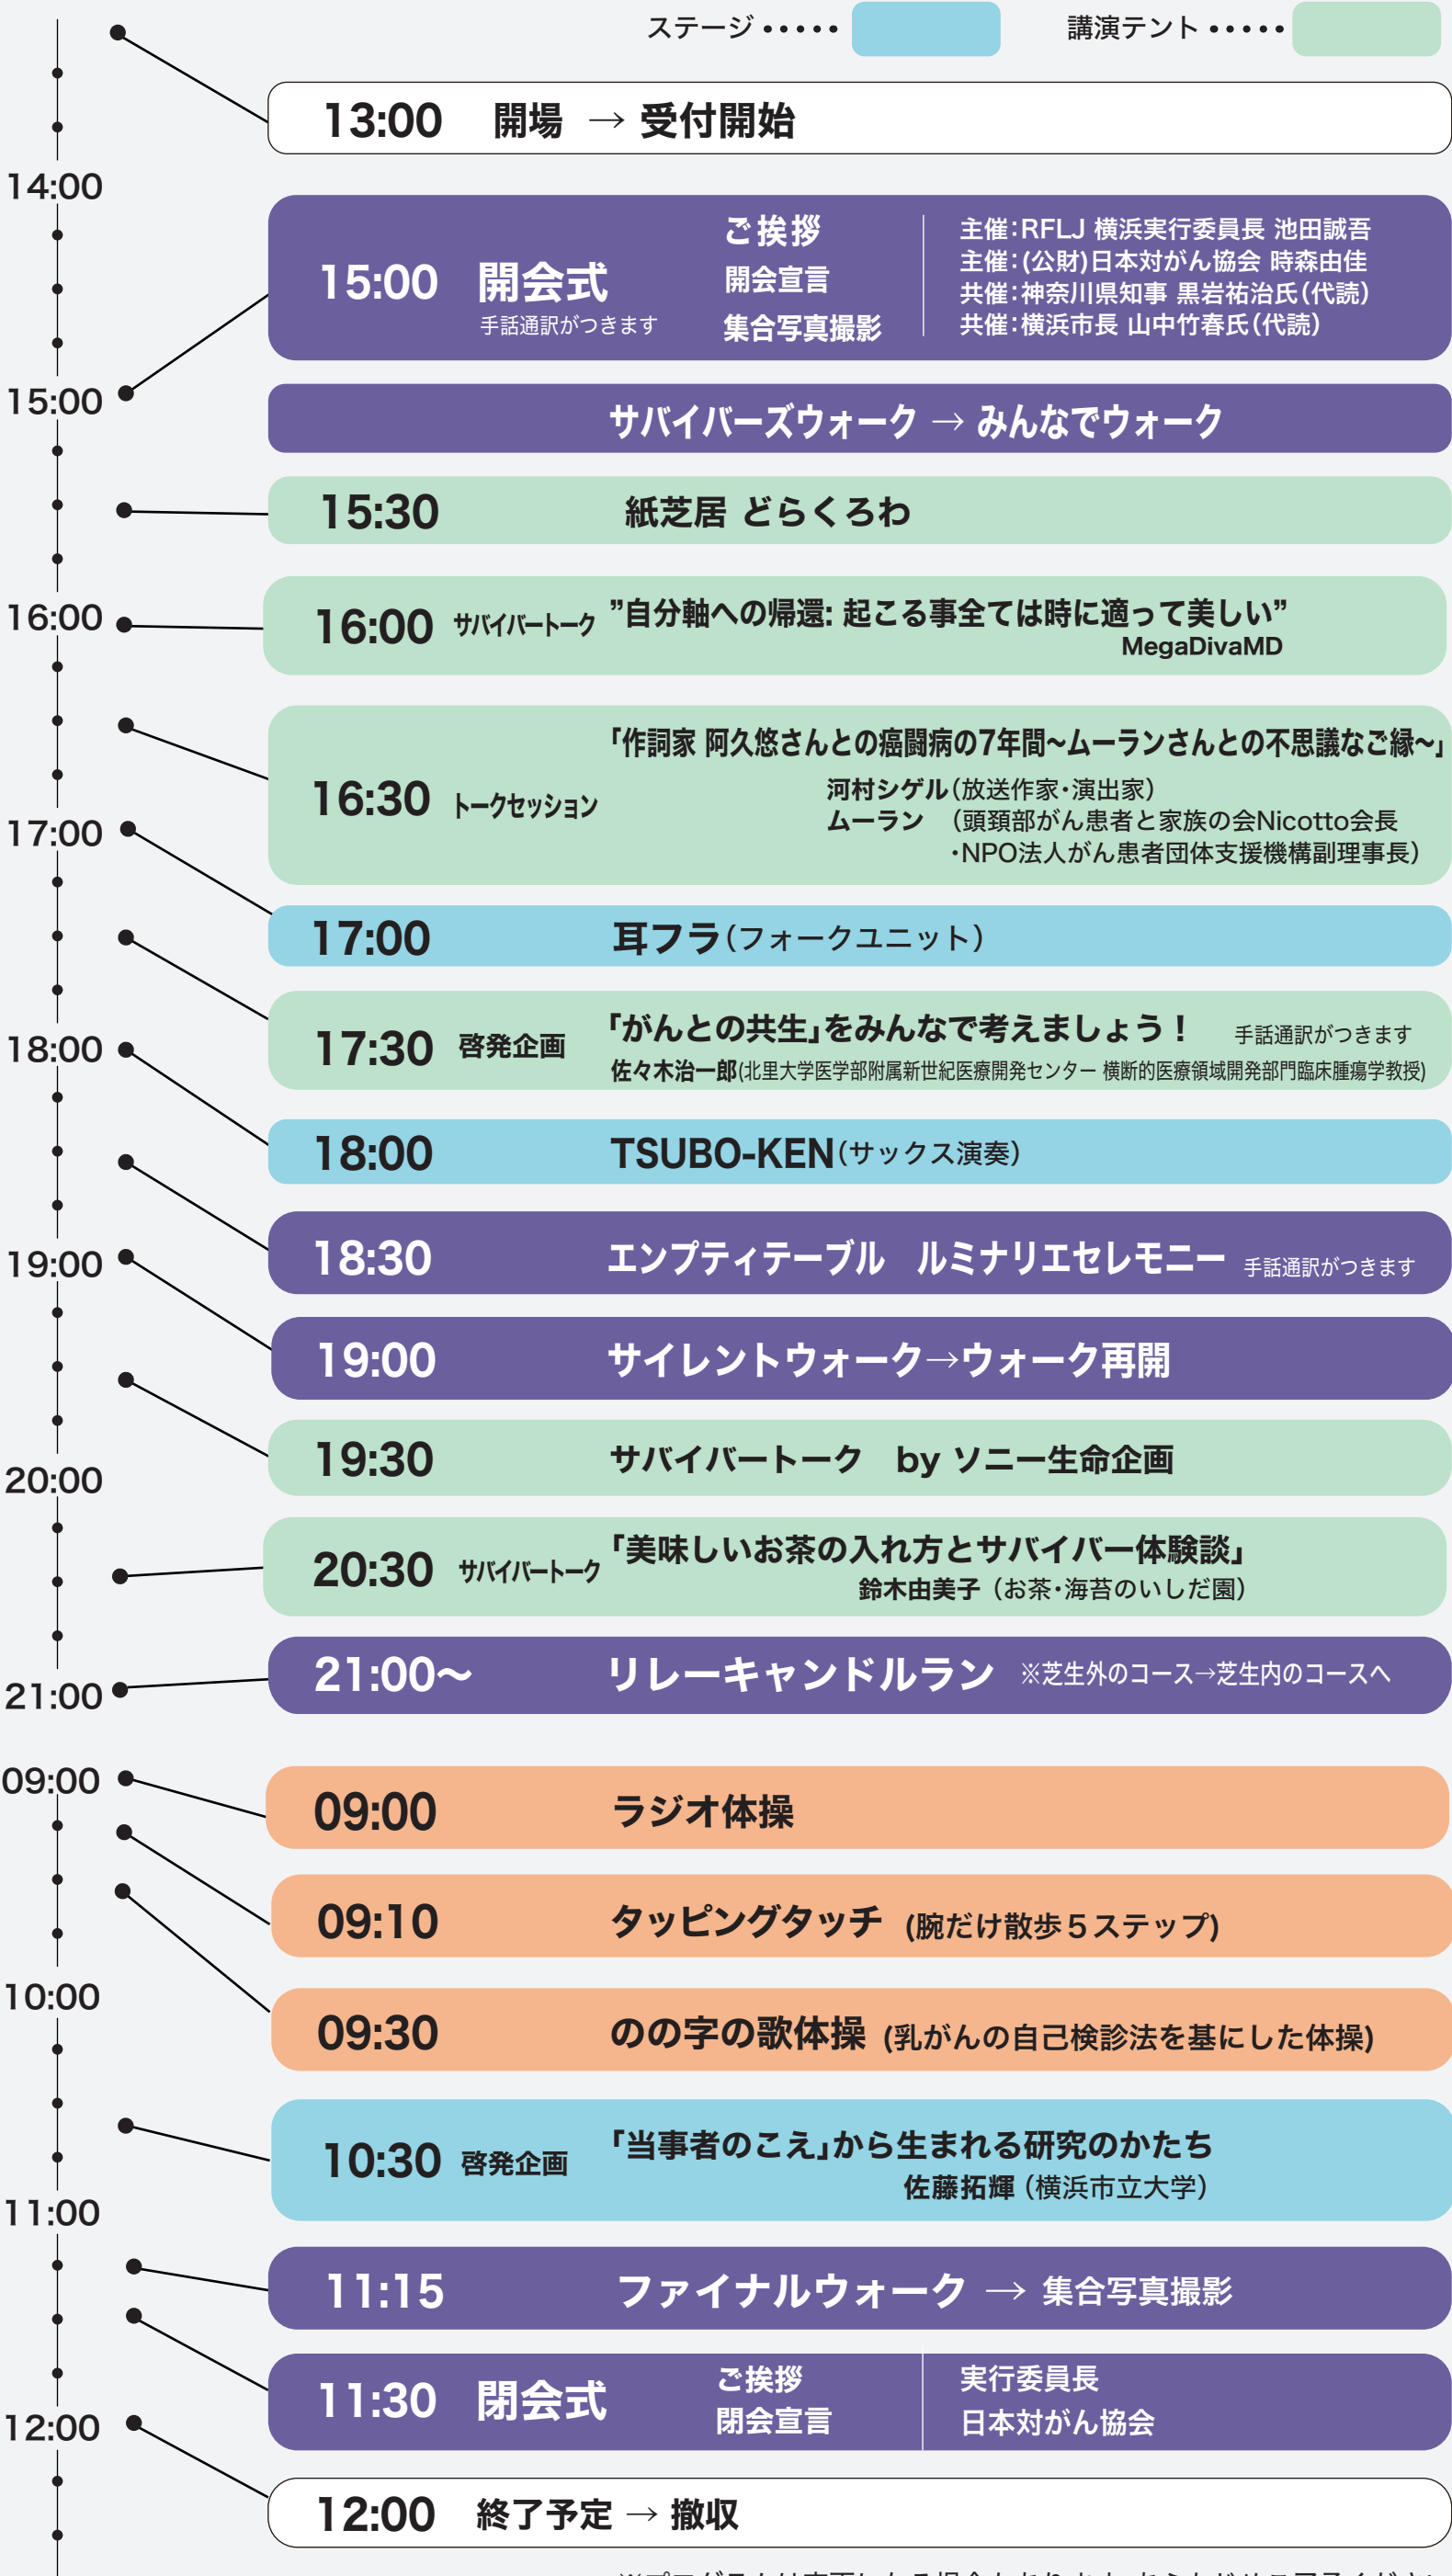 ステージ ・・・・・
講演テント ・・・・・
13:00 開場 → 受付開始
14:00
15:00 開会式
手話通訳がつきます
ご挨拶
開会宣言
集合写真撮影
主催：RFLJ 横浜実行委員長 池田誠吾
主催：(公財)日本対がん協会 時森由佳
共催：神奈川県知事 黒岩祐治氏（代読）
共催：横浜市長 山中竹春氏（代読）
15:00
サバイバーズウォーク → みんなでウォーク
15:30 紙芝居 どらくろわ
16:00
16:00 サバイバートーク ”自分軸への帰還: 起こる事全ては時に適って美しい”
MegaDivaMD
「作詞家 阿久悠さんとの癌闘病の7年間~ムーランさんとの不思議なご縁~」
16:30 トークセッション
河村シゲル（放送作家・演出家）
ムーラン （頭頚部がん患者と家族の会Nicotto会長
・NPO法人がん患者団体支援機構副理事長）
17:00
17:00 耳フラ（フォークユニット）
17:30 啓発企画 「がんとの共生」をみんなで考えましょう！ 手話通訳がつきます
佐々木治一郎(北里大学医学部附属新世紀医療開発センター 横断的医療領域開発部門臨床腫瘍学教授)
18:00
18:00 TSUBO-KEN（サックス演奏）
18:30 エンプティテーブル ルミナリエセレモニー 手話通訳がつきます
19:00
19:00 サイレントウォーク→ウォーク再開
19:30 サバイバートーク by ソニー生命企画
20:00
20:30 サバイバートーク 「美味しいお茶の入れ方とサバイバー体験談」
鈴木由美子（お茶・海苔のいしだ園）
21:00～ リレーキャンドルラン ※芝生外のコース→芝生内のコースへ
21:00
09:00
09:00 ラジオ体操
09:10 タッピングタッチ (腕だけ散歩５ステップ)
10:00
09:30 のの字の歌体操 (乳がんの自己検診法を基にした体操)
10:30 啓発企画 「当事者のこえ」から生まれる研究のかたち
佐藤拓輝（横浜市立大学）
11:00
11:15 ファイナルウォーク → 集合写真撮影
11:30 閉会式
ご挨拶
閉会宣言
実行委員長
日本対がん協会
12:00
12:00 終了予定 → 撤収